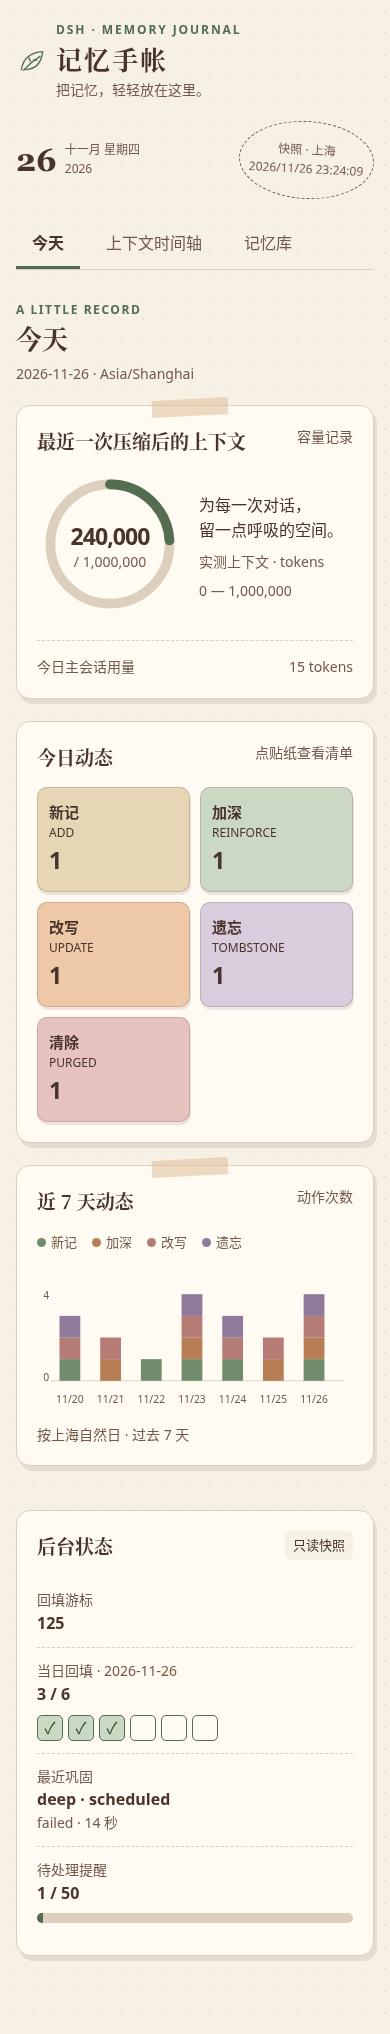 DSH · MEMORY JOURNAL
记忆手帐
把记忆，轻轻放在这里。
26
十一月 星期四
2026
快照 · 上海
2026/11/26 23:24:09
今天
上下文时间轴
记忆库
A LITTLE RECORD
今天
2026-11-26 · Asia/Shanghai
最近一次压缩后的上下文
容量记录
240,000
/ 1,000,000
为每一次对话，
留一点呼吸的空间。
实测上下文 · tokens
0 — 1,000,000
今日主会话用量
15 tokens
今日动态
点贴纸查看清单
新记
ADD
1
加深
REINFORCE
1
改写
UPDATE
1
遗忘
TOMBSTONE
1
清除
PURGED
1
近 7 天动态
动作次数
新记
加深
改写
遗忘
4
0
11/20
11/21
11/22
11/23
11/24
11/25
11/26
按上海自然日 · 过去 7 天
后台状态
只读快照
回填游标
125
当日回填 · 2026-11-26
3 / 6
✓ ✓ ✓
最近巩固
deep · scheduled
failed · 14 秒
待处理提醒
1 / 50